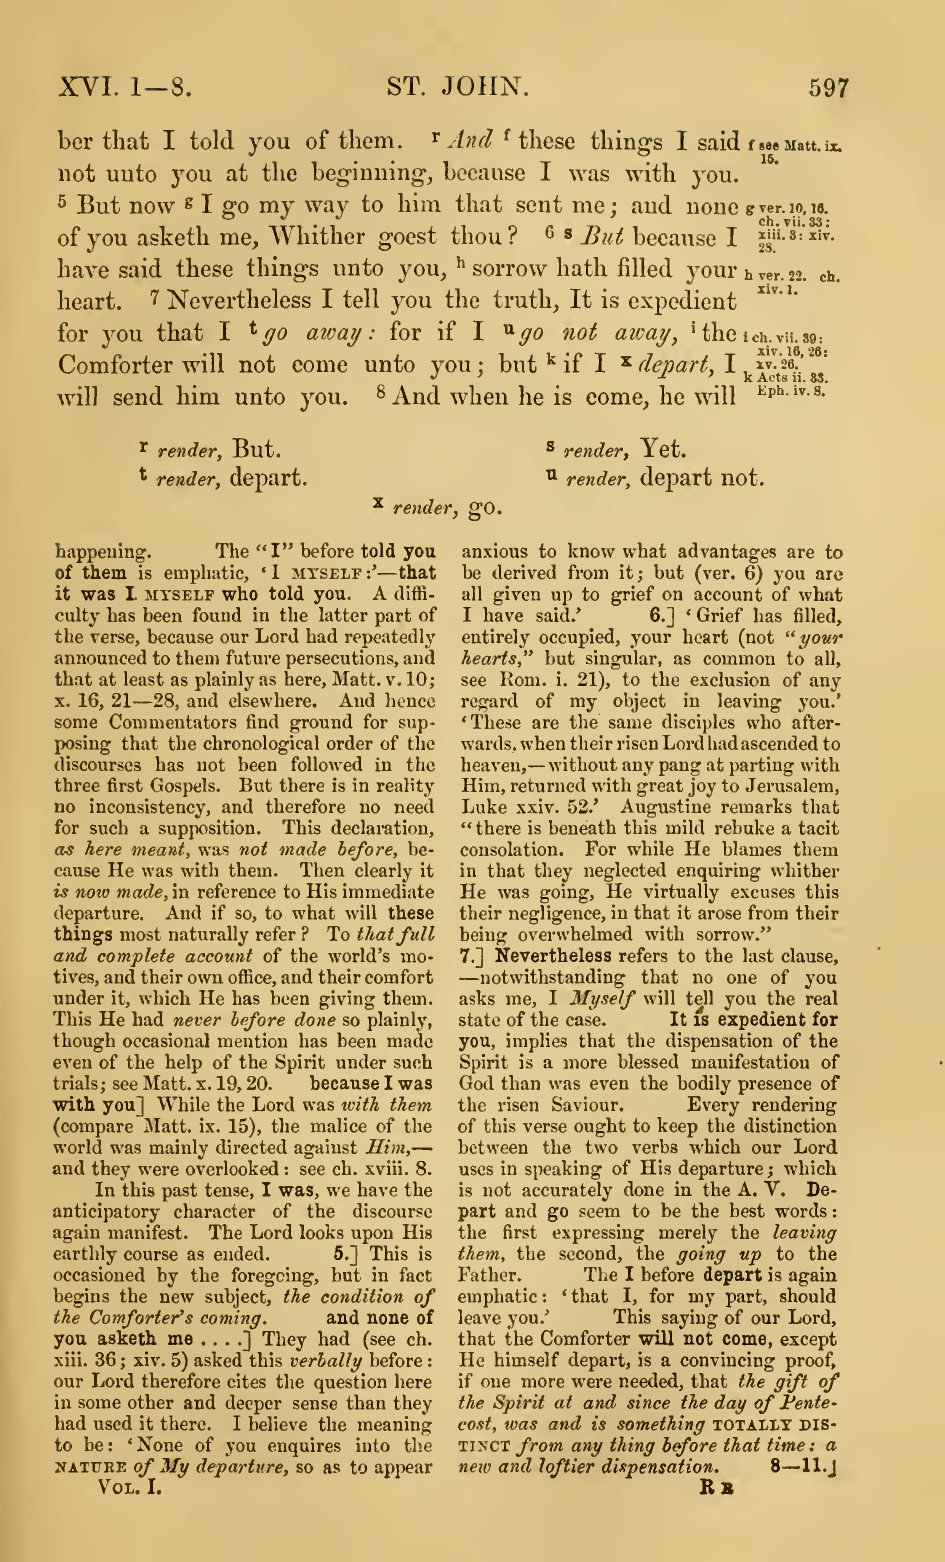 XVI. 1—8. ST. JOHN. 597
ber that I told you of them. r And f these things I said
not unto you at the beginning, because I was with you.
5 But now g I go my way to him that sent me; and none
of you asketh me, Whither goest thou? 6 s But because I
have said these things unto you, h sorrow hath filled your
heart. 7 Nevertheless I tell you the truth, It is expedient
for you that I t go away: for if I u go not away, i the
Comforter will not come unto you; but k if I x depart, I
will send him unto you. 8 And when he is come, he will
f see Matt. ix.
15.
g ver. 10, 16.
ch. vii. 33:
xiii. 3: xiv.
28.
h ver. 22. ch.
xiv. 1.
i ch. vii. 39:
xiv. 16, 26:
xv. 26.
k Acts ii. 33.
Eph. iv. 8.
r render, But. s render, Yet.
t render, depart. u render, depart not.
x render, go.
happening. The “I” before told you
of them is emphatic, ‘I MYSELF:’—that
it was I MYSELF who told you. A diffi-
culty has been found in the latter part of
the verse, because our Lord had repeatedly
announced to them future persecutions, and
that at least as plainly as here, Matt. v. 10;
x. 16, 21—28, and elsewhere. And hence
some Commentators find ground for sup-
posing that the chronological order of the
discourses has not been followed in the
three first Gospels. But there is in reality
no inconsistency, and therefore no need
for such a supposition. This declaration,
as here meant, was not made before, be-
cause He was with them. Then clearly it
is now made, in reference to His immediate
departure. And if so, to what will these
things most naturally refer? To that full
and complete account of the world's mo-
tives, and their own office, and their comfort
under it, which He has been giving them.
This He had never before done so plainly,
though occasional mention has been made
even of the help of the Spirit under such
trials; see Matt. x. 19, 20. because I was
with you] While the Lord was with them
(compare Matt. ix. 15), the malice of the
world was mainly directed against Him,—
and they were overlooked: see ch. xviii. 8.
In this past tense, I was, we have the
anticipatory character of the discourse
again manifest. The Lord looks upon His
earthly course as ended. 5.] This is
occasioned by the foregoing, but in fact
begins the new subject, the condition of
the Comforter's coming. and none of
you asketh me . . . .] They had (see ch.
xiii. 36; xiv. 5) asked this verbally before:
our Lord therefore cites the question here
in some other and deeper sense than they
had used it there. I believe the meaning
to be: ‘None of you enquires into the
NATURE of My departure, so as to appear
VOL. I.
anxious to know what advantages are to
be derived from it; but (ver. 6) you are
all given up to grief on account of what
I have said.’ 6.] ‘Grief has filled,
entirely occupied, your heart (not “your
hearts,” but singular, as common to all,
see Rom. i. 21), to the exclusion of any
regard of my object in leaving you.’
‘These are the same disciples who after-
wards, when their risen Lord had ascended to
heaven,—without any pang at parting with
Him, returned with great joy to Jerusalem,
Luke xxiv. 52.’ Augustine remarks that
“there is beneath this mild rebuke a tacit
consolation. For while He blames them
in that they neglected enquiring whither
He was going, He virtually excuses this
their negligence, in that it arose from their
being overwhelmed with sorrow.”
7.] Nevertheless refers to the last clause,
—notwithstanding that no one of you
asks me, I Myself will tell you the real
state of the case. It is expedient for
you, implies that the dispensation of the
Spirit is a more blessed manifestation of
God than was even the bodily presence of
the risen Saviour. Every rendering
of this verse ought to keep the distinction
between the two verbs which our Lord
uses in speaking of His departure; which
is not accurately done in the A. V. De-
part and go seem to be the best words:
the first expressing merely the leaving
them, the second, the going up to the
Father. The I before depart is again
emphatic: ‘that I, for my part, should
leave you.’ This saying of our Lord,
that the Comforter will not come, except
He himself depart, is a convincing proof,
if one more were needed, that the gift of
the Spirit at and since the day of Pente-
cost, was and is something TOTALLY DIS-
TINCT from any thing before that time: a
new and loftier dispensation. 8—11.]
R R